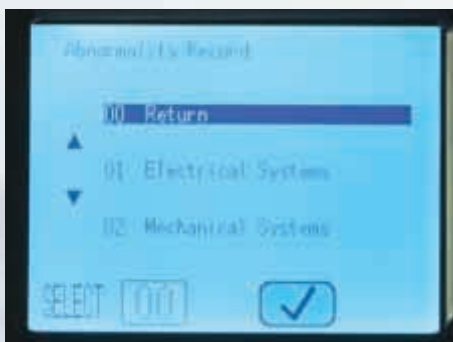 Abnormality Record
00 Return
01 Electrical Systems
02 Mechanical Systems
SELECT 00